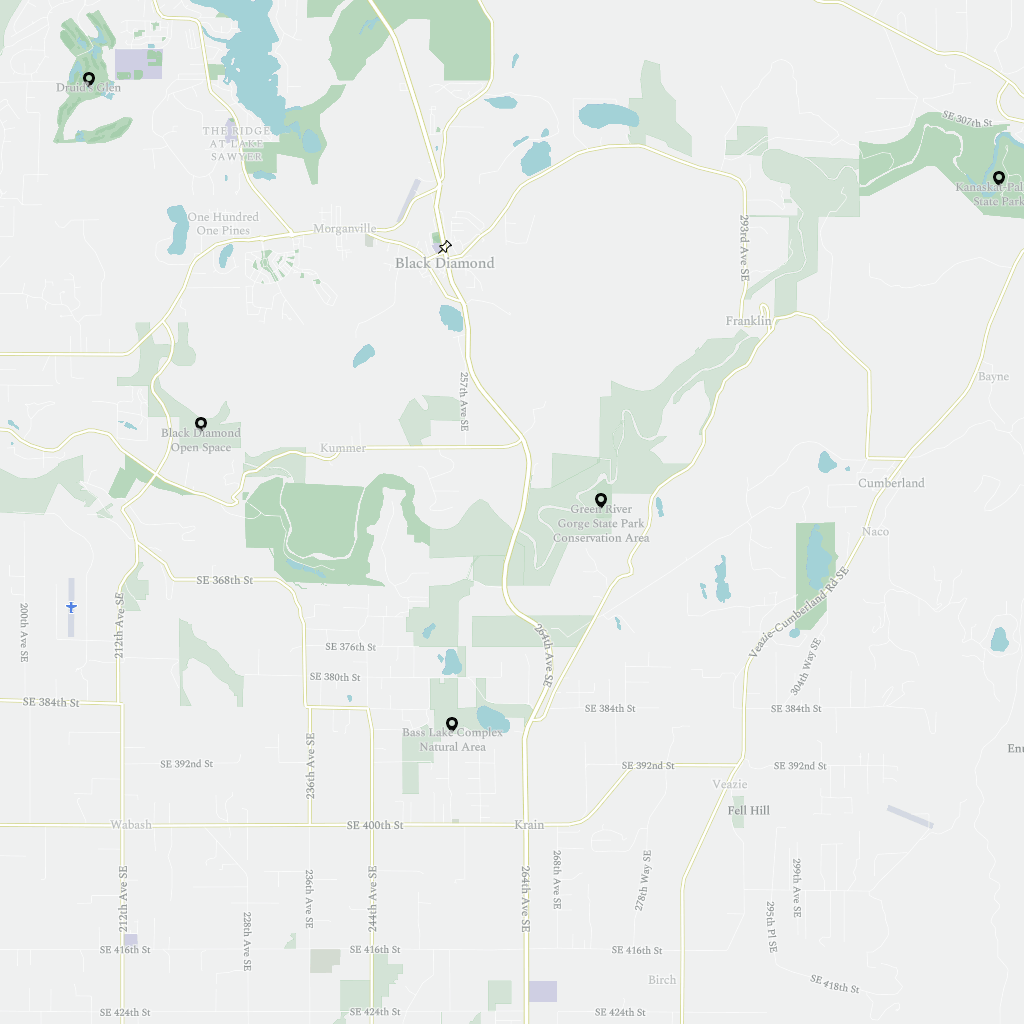 Druids Glen
SE 307th St
THE RIDGE
AT LAKE
SAWYER
State Park
One Hundred
One Pines
Morganville
293rd Ave SE
Black Diamond
Franklin
Bayne
257th Ave SE
Black Diamond
Open Space
Kummer
Cumberland
Green River
Gorge State Park
Conservation Area
Naco
SE 368th St
200th Ave SE
212th Ave SE
Veazie-Cumberland Rd SE
SE 376th St
264th Ave SE
304th Way SE
SE 380th St
SE 384th St
SE 384th St
SE 384th St
Bass Lake Complex
Natural Area
236th Ave SE
SE 392nd St
SE 392nd St
SE 392nd St
Veazie
Fell Hill
Wabash
SE 400th St
Krain
212th Ave SE
236th Ave SE
244th Ave SE
264th Ave SE
268th Ave SE
278th Way SE
299th Ave SE
228th Ave SE
295th Pl SE
SE 416th St
SE 416th St
SE 416th St
Birch
SE 418th St
SE 424th St
SE 424th St
SE 424th St